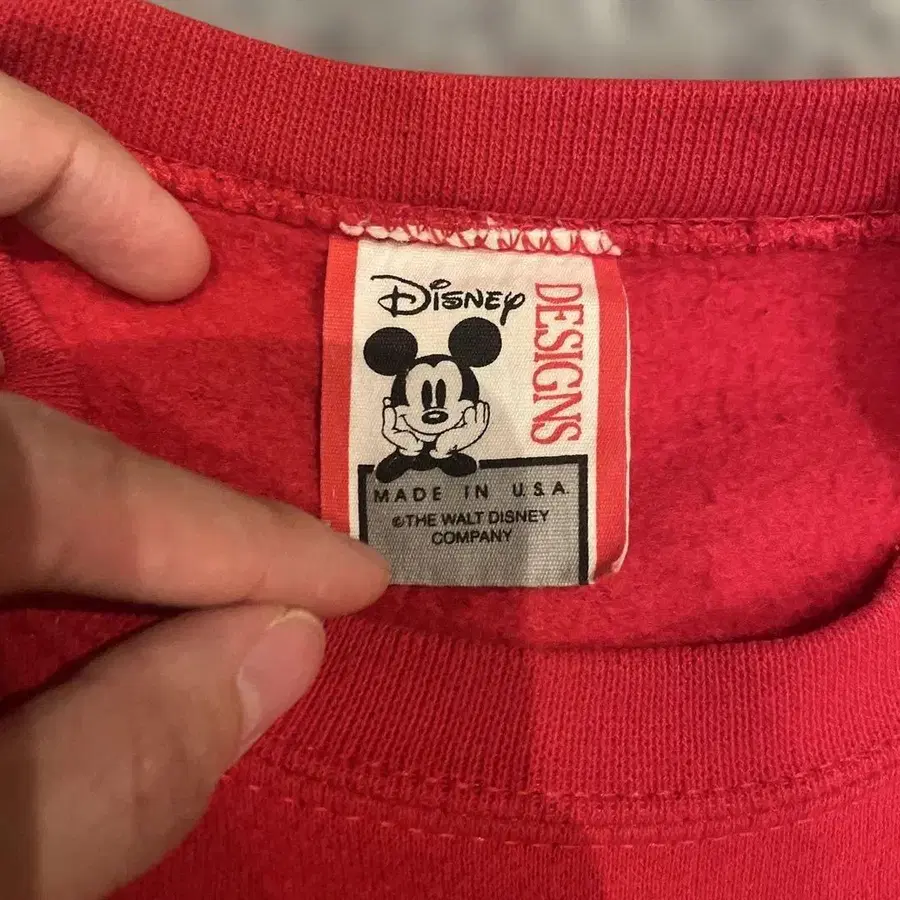 Disney
DESIGNS
MADE IN U.S.A.
©THE WALT DISNEY
COMPANY